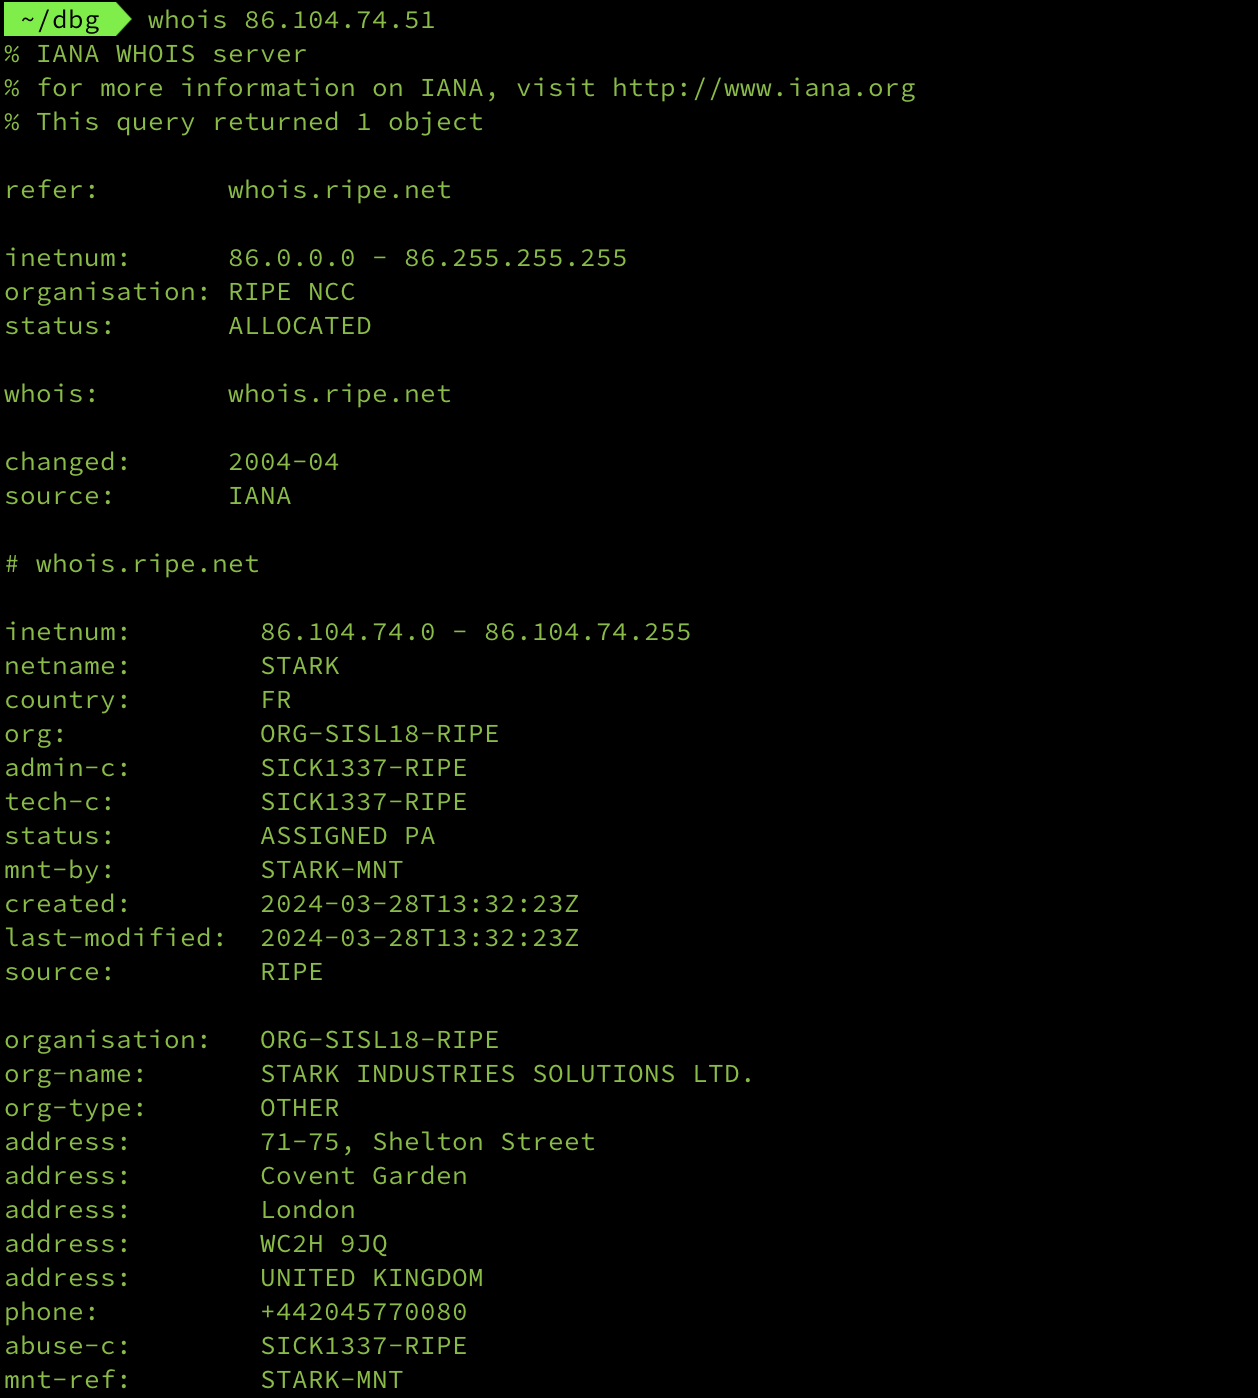 ~/dbg whois 86.104.74.51
% IANA WHOIS server
% for more information on IANA, visit http://www.iana.org
% This query returned 1 object
refer: whois.ripe.net
inetnum: 86.0.0.0 - 86.255.255.255
organisation: RIPE NCC
status: ALLOCATED
whois: whois.ripe.net
changed: 2004-04
source: IANA
# whois.ripe.net
inetnum: 86.104.74.0 - 86.104.74.255
netname: STARK
country: FR
org: ORG-SISL18-RIPE
admin-c: SICK1337-RIPE
tech-c: SICK1337-RIPE
status: ASSIGNED PA
mnt-by: STARK-MNT
created: 2024-03-28T13:32:23Z
last-modified: 2024-03-28T13:32:23Z
source: RIPE
organisation: ORG-SISL18-RIPE
org-name: STARK INDUSTRIES SOLUTIONS LTD.
org-type: OTHER
address: 71-75, Shelton Street
address: Covent Garden
address: London
address: WC2H 9JQ
address: UNITED KINGDOM
phone: +442045770080
abuse-c: SICK1337-RIPE
mnt-ref: STARK-MNT